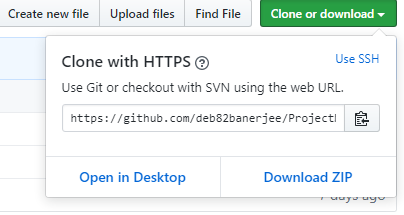 Create new file Upload files Find File Clone or download
Clone with HTTPS ? Use SSH
Use Git or checkout with SVN using the web URL.
https://github.com/deb82banerjee/Project
Open in Desktop Download ZIP
7 days ago